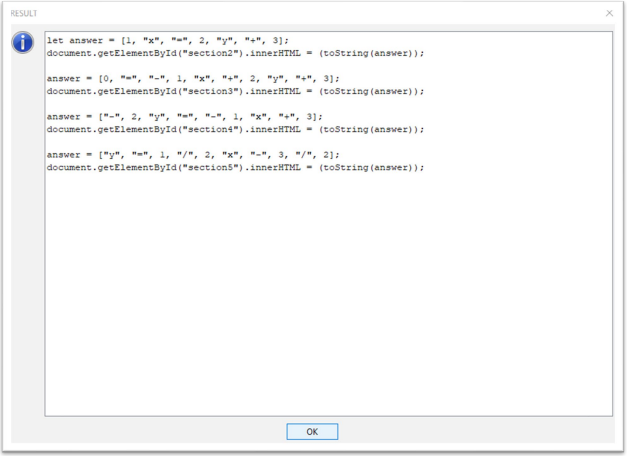 RESULT
let answer = [1, "x", "=", 2, "y", "+", 3];
document.getElementById("section2").innerHTML = (toString(answer));
answer = [0, "=", "-", 1, "x", "+", 2, "y", "+", 3];
document.getElementById("section3").innerHTML = (toString(answer));
answer = ["-", 2, "y", "=", "-", 1, "x", "+", 3];
document.getElementById("section4").innerHTML = (toString(answer));
answer = ["y", "=", 1, "/", 2, "x", "-", 3, "/", 2];
document.getElementById("section5").innerHTML = (toString(answer));
OK